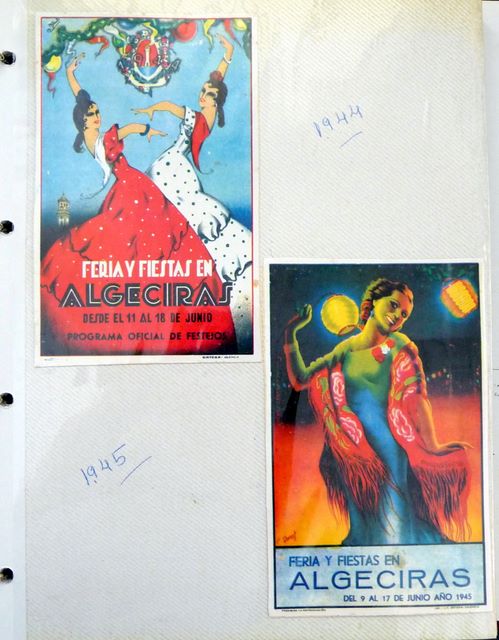 FERIA Y FIESTAS EN
ALGECIRAS
DESDE EL 11 AL 18 DE JUNIO
PROGRAMA OFICIAL DE FESTEJOS
1944
1945
FERIA Y FIESTAS EN
ALGECIRAS
DEL 9 AL 17 DE JUNIO AÑO 1945